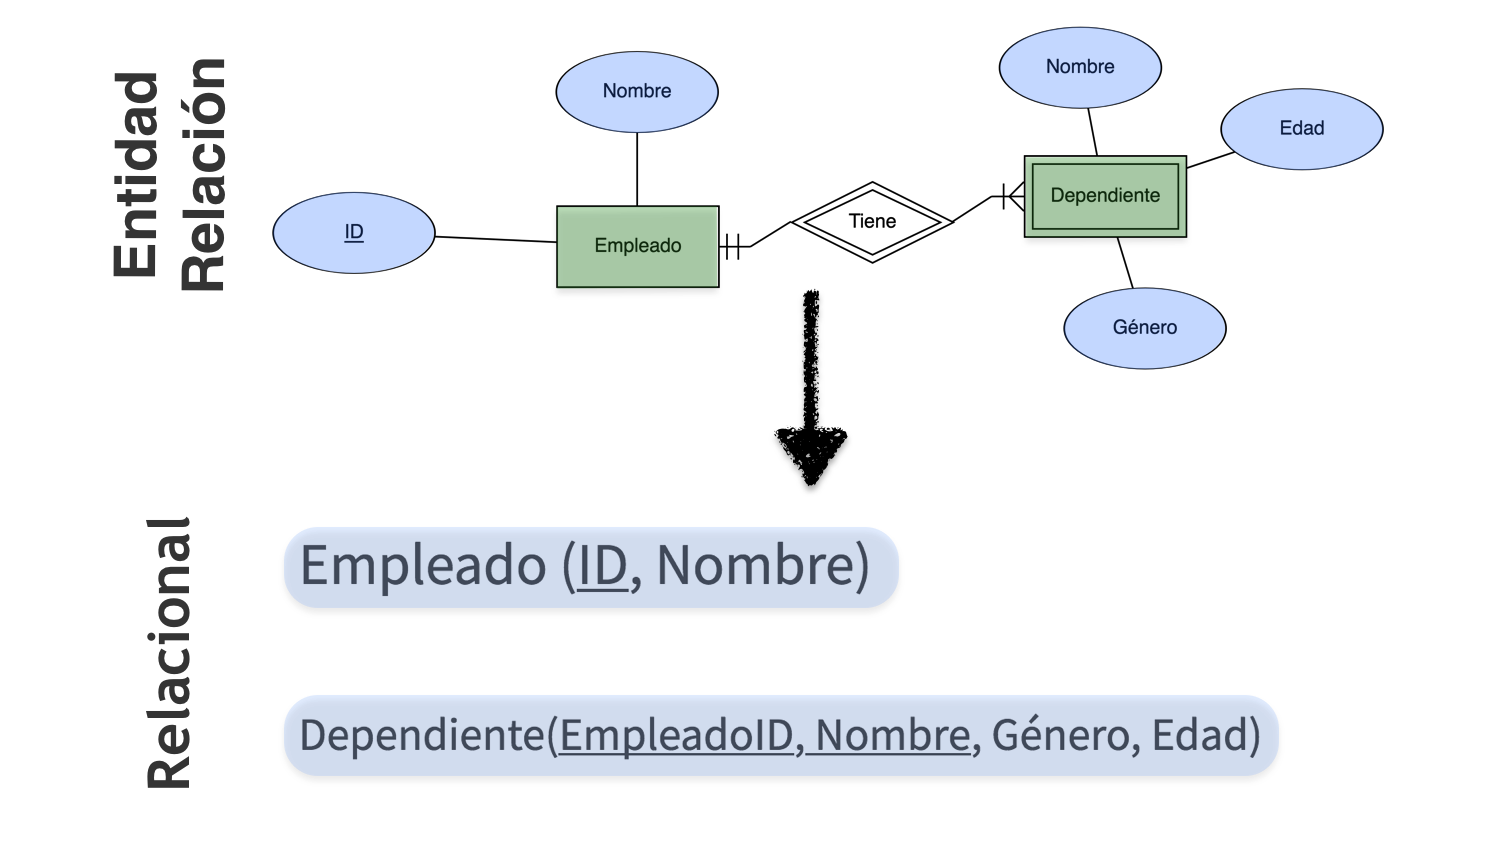 Entidad
Relación
Nombre
ID
Empleado
Tiene
Nombre
Edad
Dependiente
Género
Relacional
Empleado (ID, Nombre)
Dependiente(EmpleadoID, Nombre, Género, Edad)